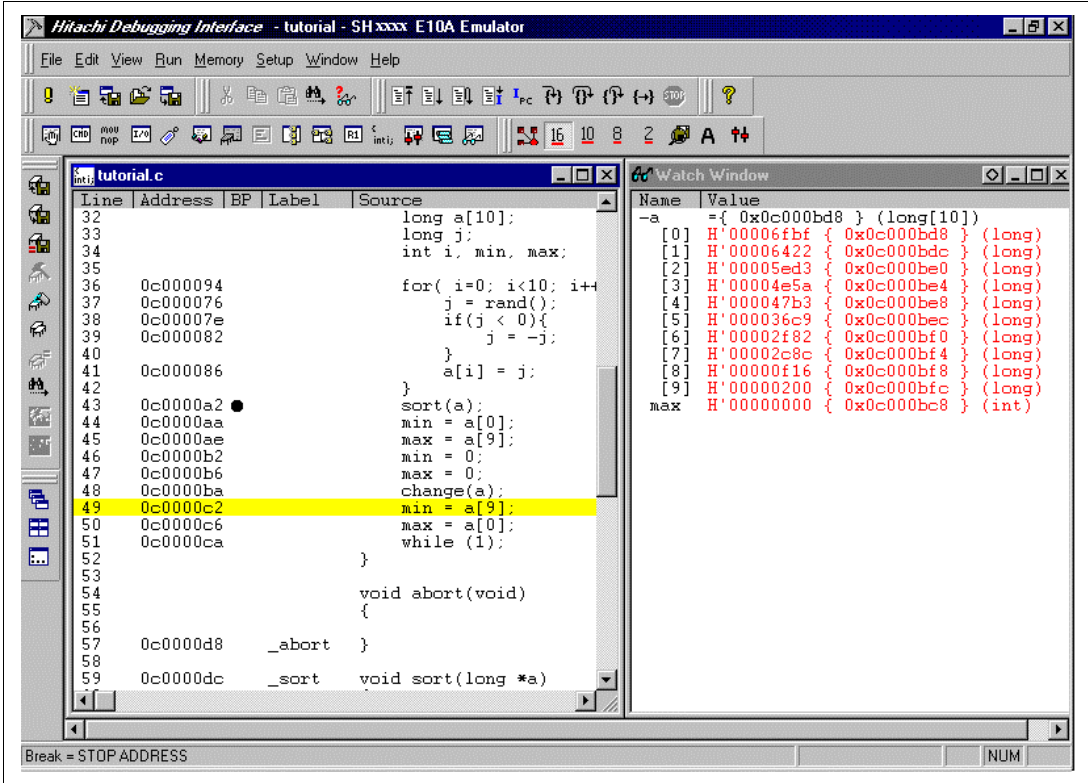 Hitachi Debugging Interface - tutorial - SH xxxx E10A Emulator
File Edit View Run Memory Setup Window Help
16 10 8 2 A
tutorial.c
Line Address BP Label Source
32 long a[10];
33 long j;
34 int i, min, max;
35
36 0c000094 for( i=0; i<10; i++
37 0c000076 j = rand();
38 0c00007e if(j < 0){
39 0c000082 j = -j;
40 }
41 0c000086 a[i] = j;
42 }
43 0c0000a2 ● sort(a);
44 0c0000aa min = a[0];
45 0c0000ae max = a[9];
46 0c0000b2 min = 0;
47 0c0000b6 max = 0;
48 0c0000ba change(a);
49 0c0000c2 min = a[9];
50 0c0000c6 max = a[0];
51 0c0000ca while (1);
52 }
53
54 void abort(void)
55 {
56
57 0c0000d8 _abort }
58
59 0c0000dc _sort void sort(long *a)
Watch Window
Name Value
-a ={ 0x0c000bd8 } (long[10])
[0] H'00006fbf { 0x0c000bd8 } (long)
[1] H'00006422 { 0x0c000bdc } (long)
[2] H'00005ed3 { 0x0c000be0 } (long)
[3] H'00004e5a { 0x0c000be4 } (long)
[4] H'000047b3 { 0x0c000be8 } (long)
[5] H'000036c9 { 0x0c000bec } (long)
[6] H'00002f82 { 0x0c000bf0 } (long)
[7] H'00002c8c { 0x0c000bf4 } (long)
[8] H'00000f16 { 0x0c000bf8 } (long)
[9] H'00000200 { 0x0c000bfc } (long)
max H'00000000 { 0x0c000bc8 } (int)
Break = STOP ADDRESS
NUM